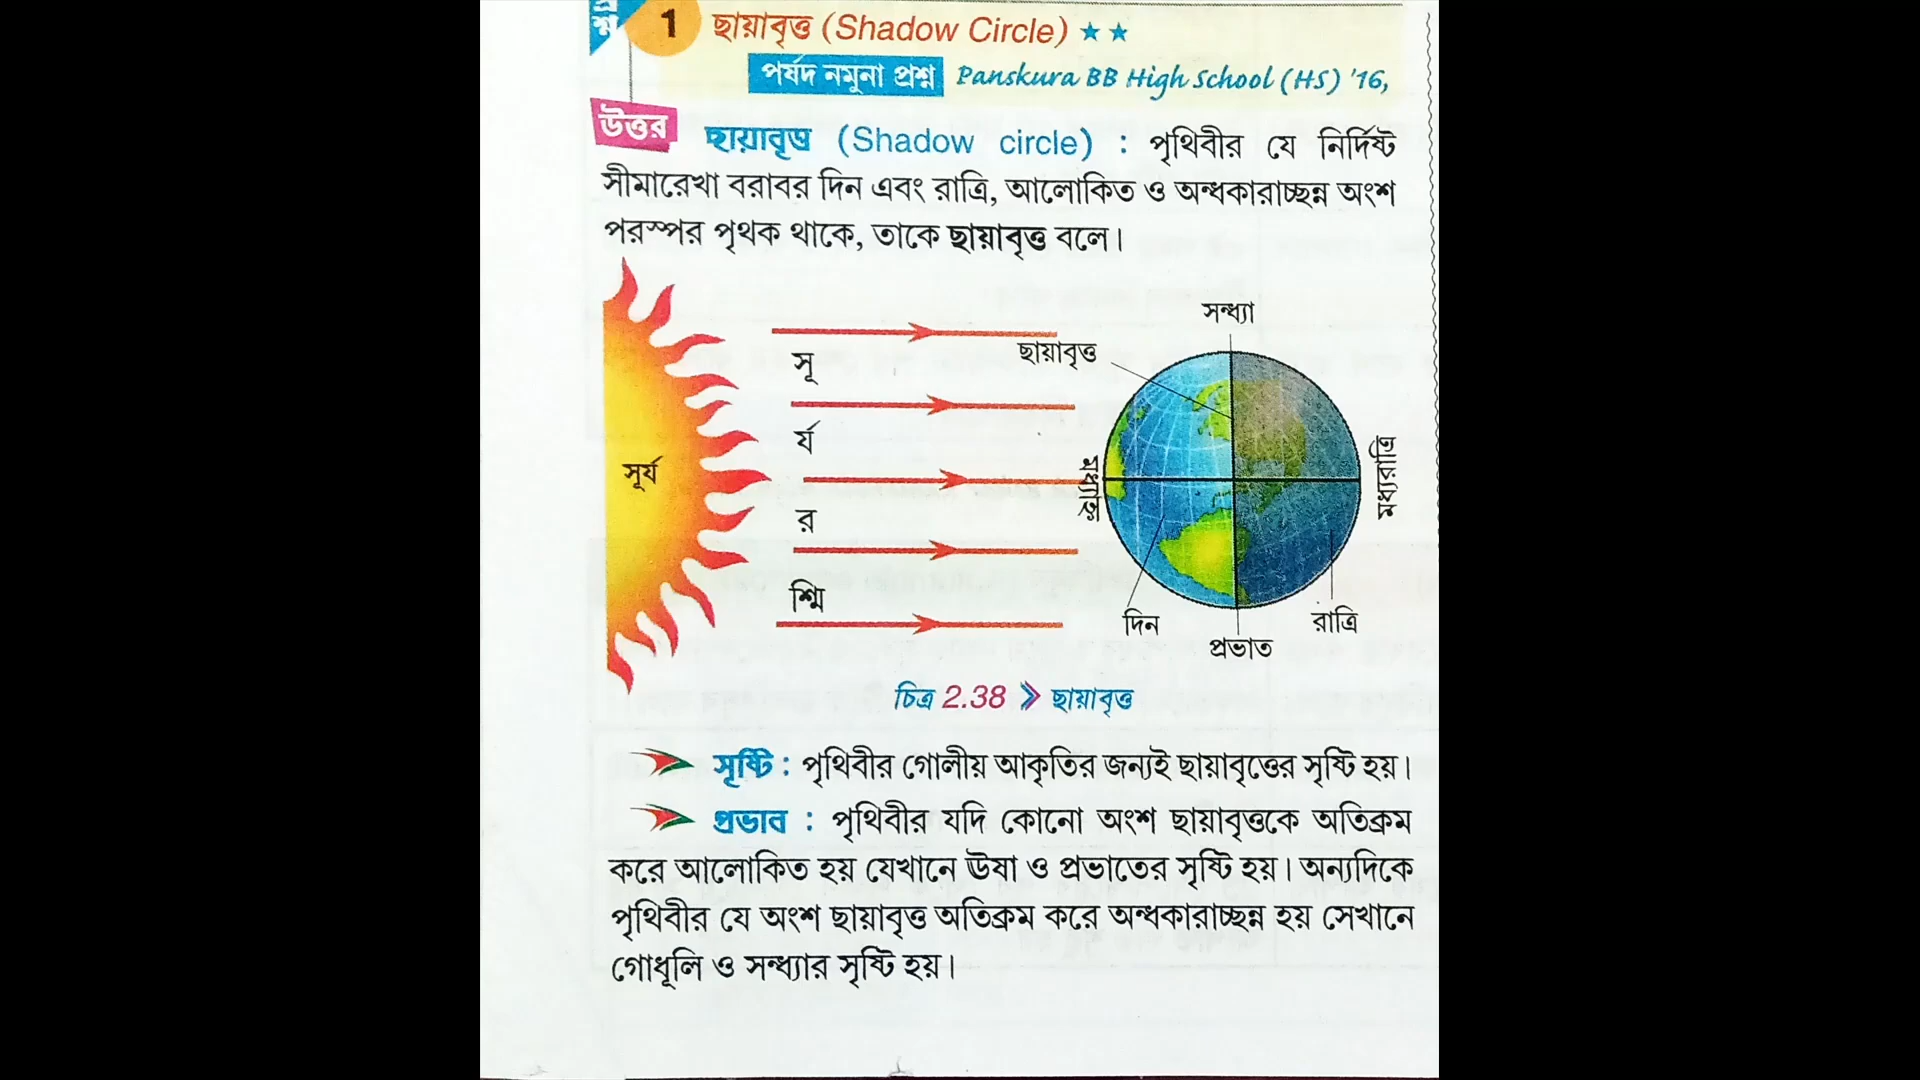 প্রশ্ন 1 ছায়াবৃত্ত (Shadow Circle) ★★
পর্ষদ নমুনা প্রশ্ন Panskura BB High School (HS) '16,
উত্তর ছায়াবৃত্ত (Shadow circle) : পৃথিবীর যে নির্দিষ্ট
সীমারেখা বরাবর দিন এবং রাত্রি, আলোকিত ও অন্ধকারাচ্ছন্ন অংশ
পরস্পর পৃথক থাকে, তাকে ছায়াবৃত্ত বলে।
সন্ধ্যা
ছায়াবৃত্ত
সূর্য
সূ
র্য
র
শ্মি
মধ্যাহ্ন
মধ্যরাত্রি
দিন
রাত্রি
প্রভাত
চিত্র 2.38 » ছায়াবৃত্ত
সৃষ্টি : পৃথিবীর গোলীয় আকৃতির জন্যই ছায়াবৃত্তের সৃষ্টি হয়।
প্রভাব : পৃথিবীর যদি কোনো অংশ ছায়াবৃত্তকে অতিক্রম
করে আলোকিত হয় যেখানে ঊষা ও প্রভাতের সৃষ্টি হয়। অন্যদিকে
পৃথিবীর যে অংশ ছায়াবৃত্ত অতিক্রম করে অন্ধকারাচ্ছন্ন হয় সেখানে
গোধূলি ও সন্ধ্যার সৃষ্টি হয়।